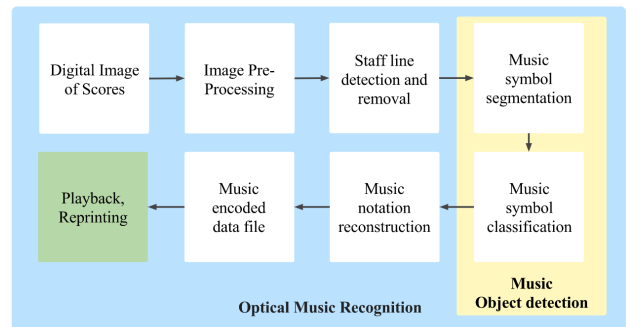 Digital Image
of Scores
Image Pre-
Processing
Staff line
detection and
removal
Music
symbol
segmentation
Playback,
Reprinting
Music
encoded
data file
Music
notation
reconstruction
Music
symbol
classification
Optical Music Recognition
Music
Object detection